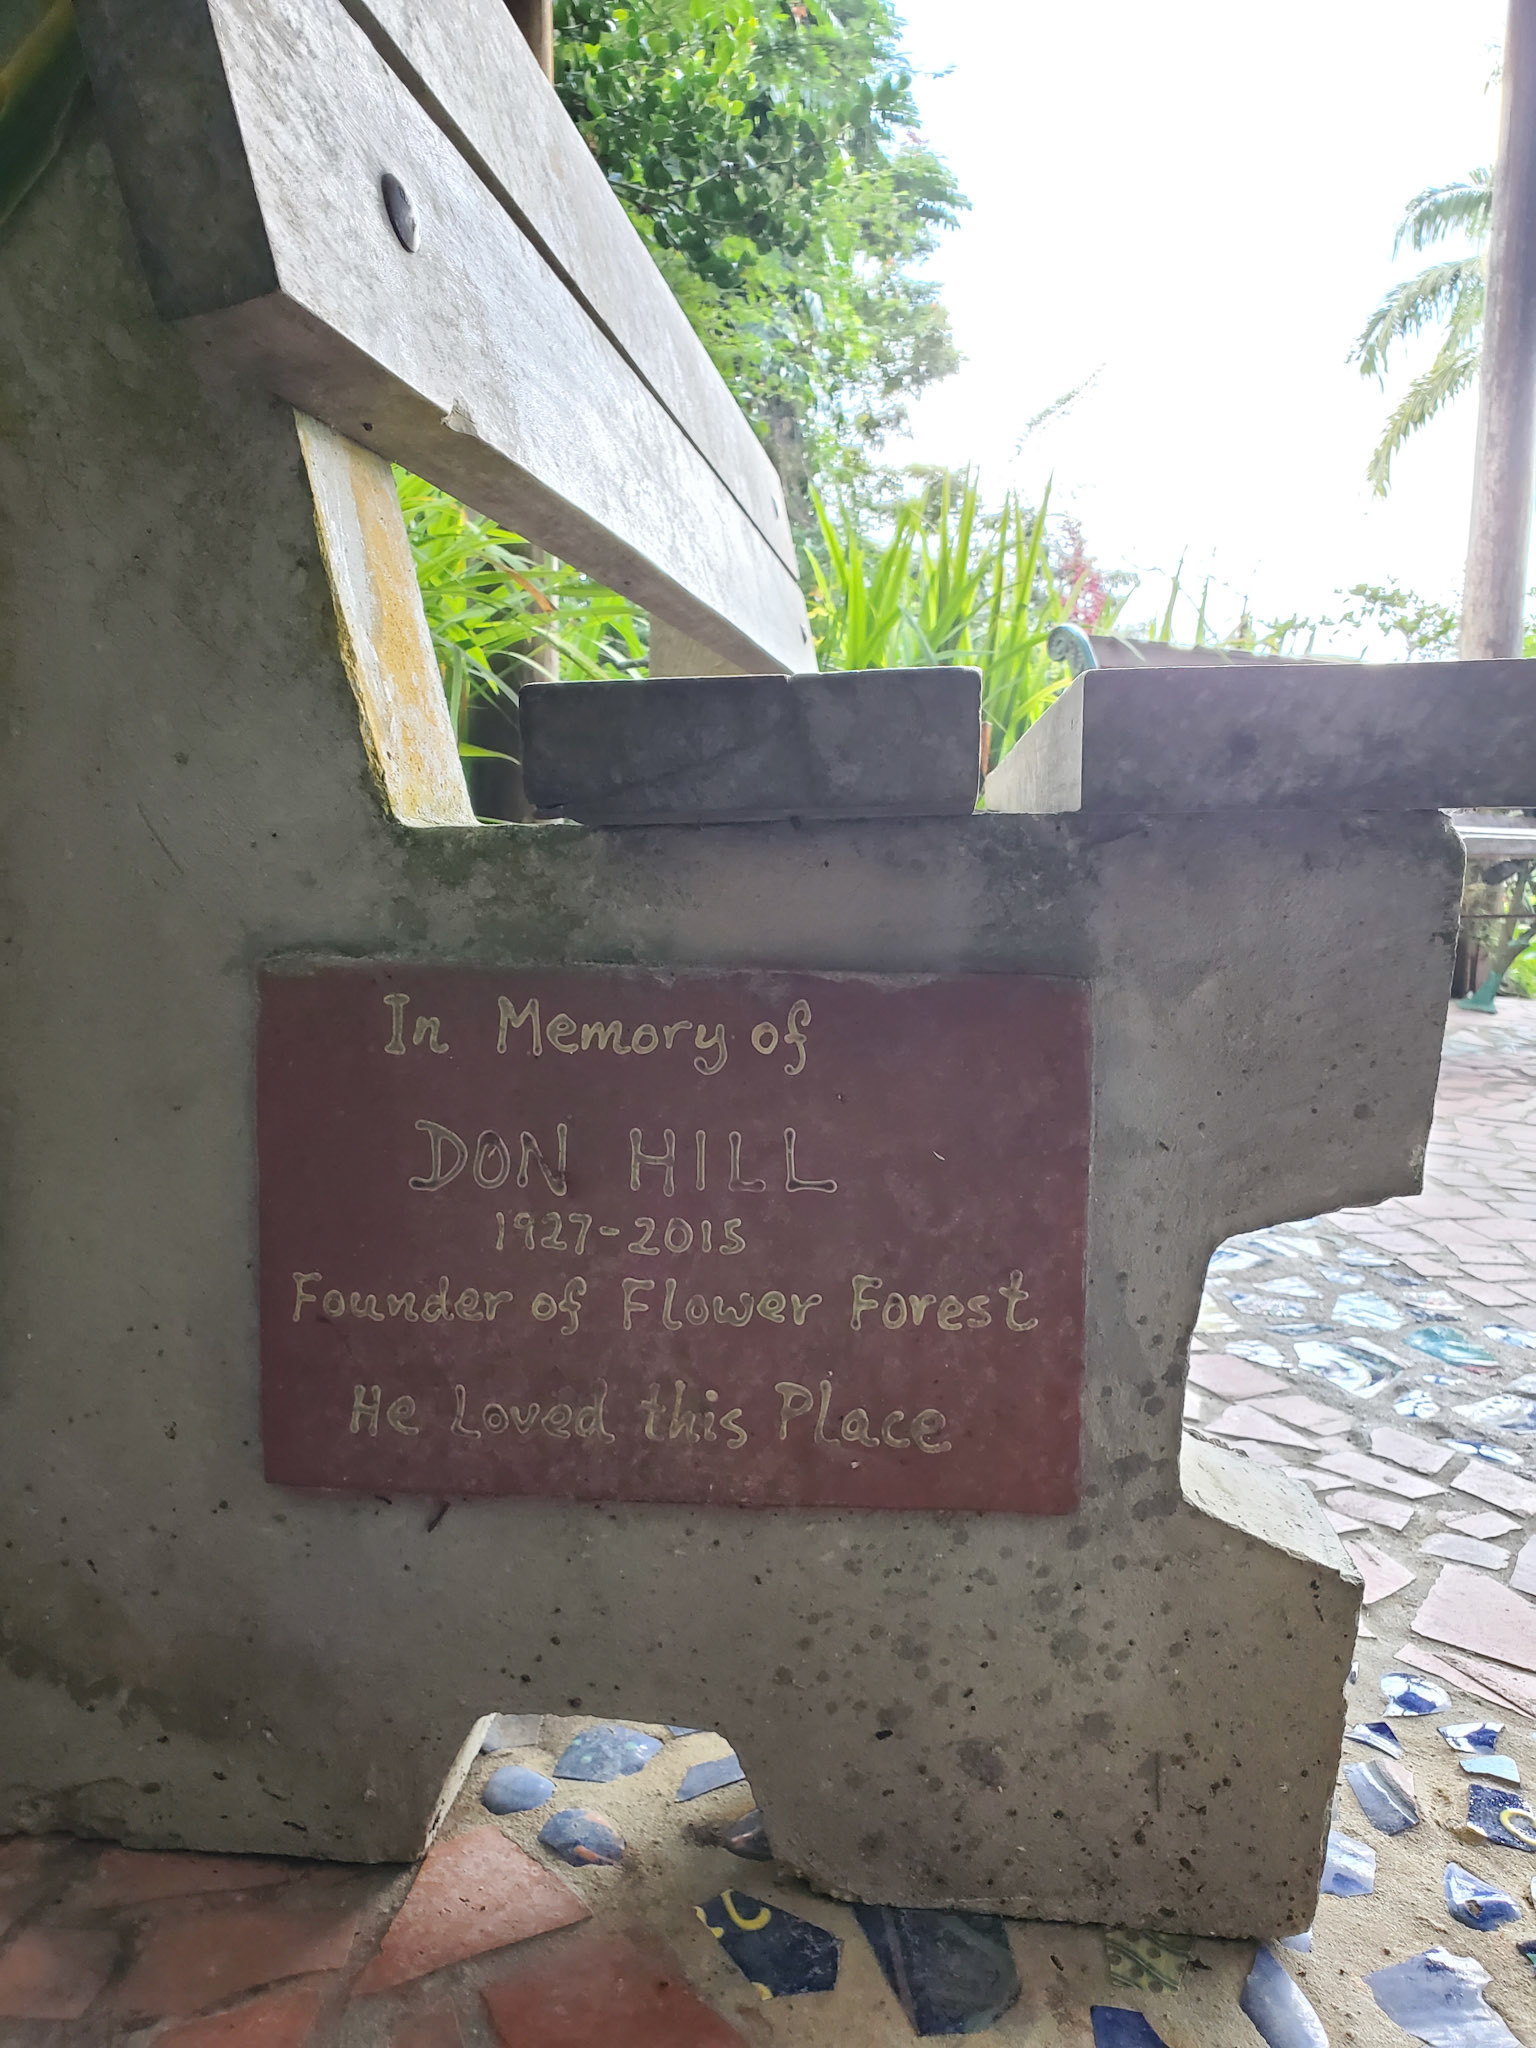 In Memory of
DON HILL
1927-2015
Founder of Flower Forest
He Loved this Place